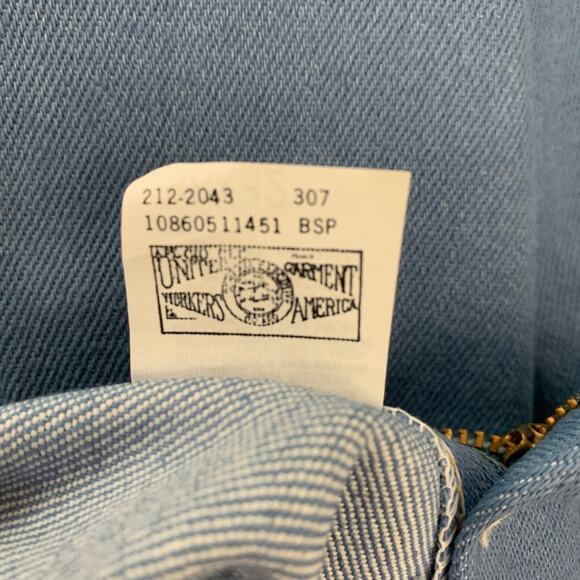 212-2043 307
10860511451 BSP
UNITED GARMENT
WORKERS AMERICA